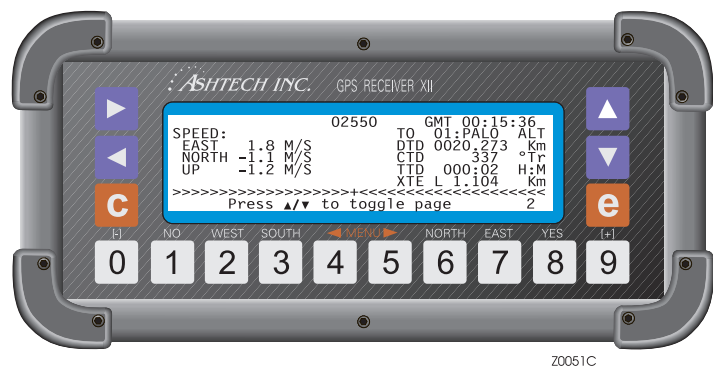 ASHTECH INC. GPS RECEIVER XII
02550 GMT 00:15:36
SPEED: TO 01:PALO ALT
EAST 1.8 M/S DTD 0020.273 Km
NORTH -1.1 M/S CTD 337 °Tr
UP -1.2 M/S TTD 000:02 H:M
XTE L 1.104 Km
>>>>>>>>>>>>>>>>>>>>+<<<<<<<<<<<<<<<<<<<<
Press ▲/▼ to toggle page 2
c e
[-] NO WEST SOUTH ◄ MENU ► NORTH EAST YES [+]
0 1 2 3 4 5 6 7 8 9
Z0051C